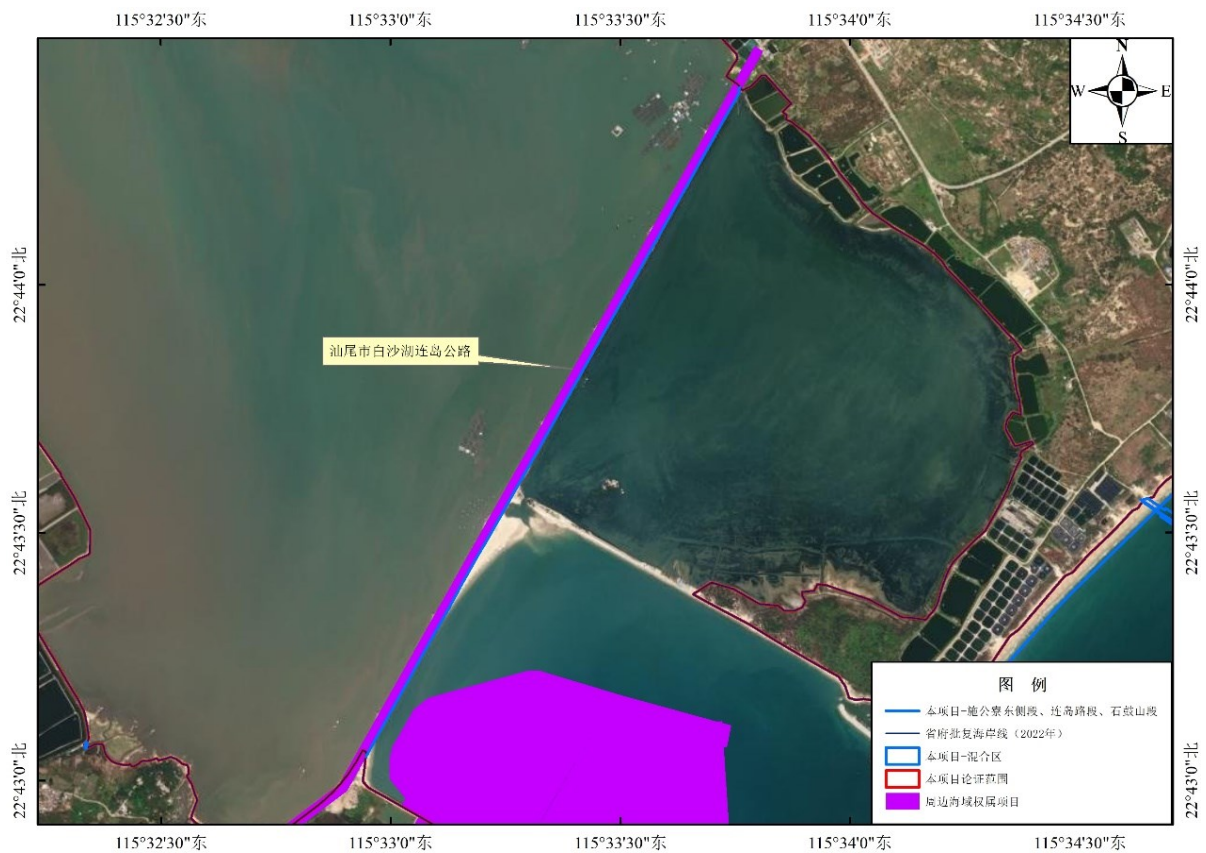 115°32'30"东 115°33'0"东 115°33'30"东 115°34'0"东 115°34'30"东
N
W E
S
22°44'0"北 22°44'0"北
汕尾市白沙湖连岛公路
22°43'30"北 22°43'30"北
图 例
本项目-施公寮东侧段、连岛路段、石鼓山段
省府批复海岸线（2022年）
本项目-混合区
本项目论证范围
周边海域权属项目
22°43'0"北 22°43'0"北
115°32'30"东 115°33'0"东 115°33'30"东 115°34'0"东 115°34'30"东